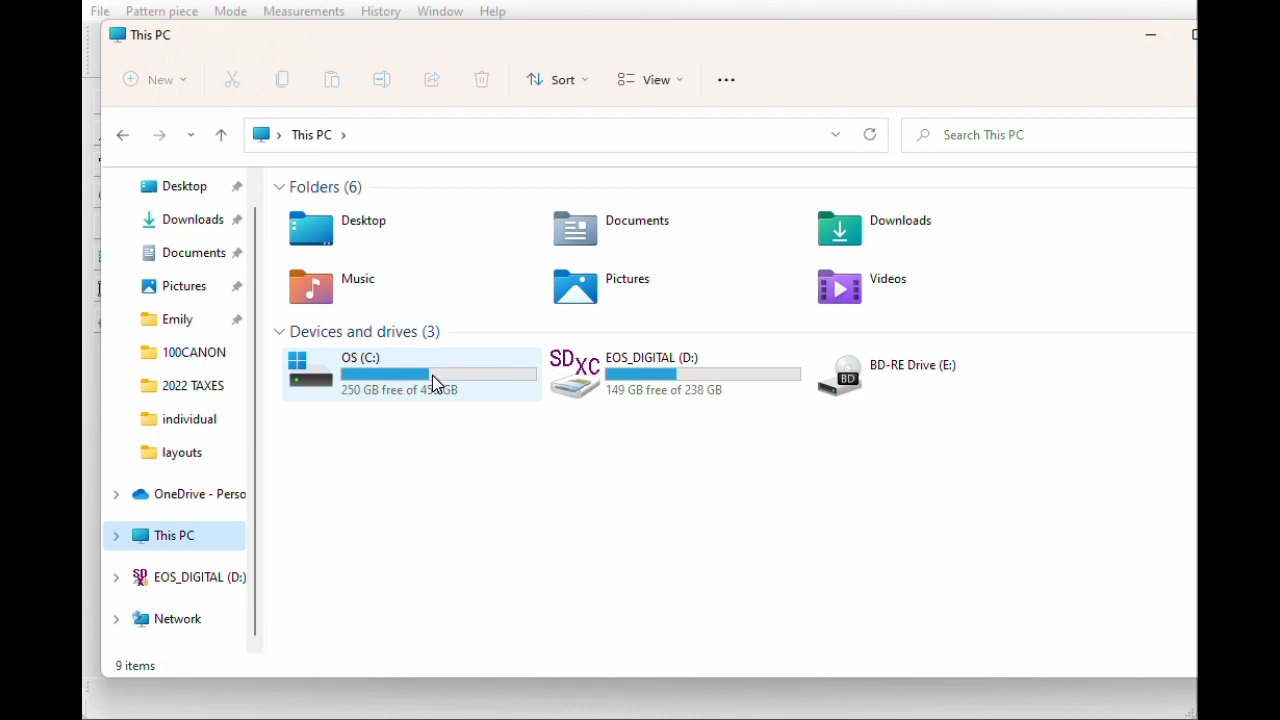 File Pattern piece Mode Measurements History Window Help
This PC
New Sort View
This PC Search This PC
Desktop
Downloads
Documents
Pictures
Emily
100CANON
2022 TAXES
individual
layouts
OneDrive - Perso
This PC
EOS_DIGITAL (D:)
Network
Folders (6)
Desktop Documents Downloads
Music Pictures Videos
Devices and drives (3)
OS (C:)
250 GB free of
SDXC
EOS_DIGITAL (D:)
149 GB free of 238 GB
BD
BD-RE Drive (E:)
9 items